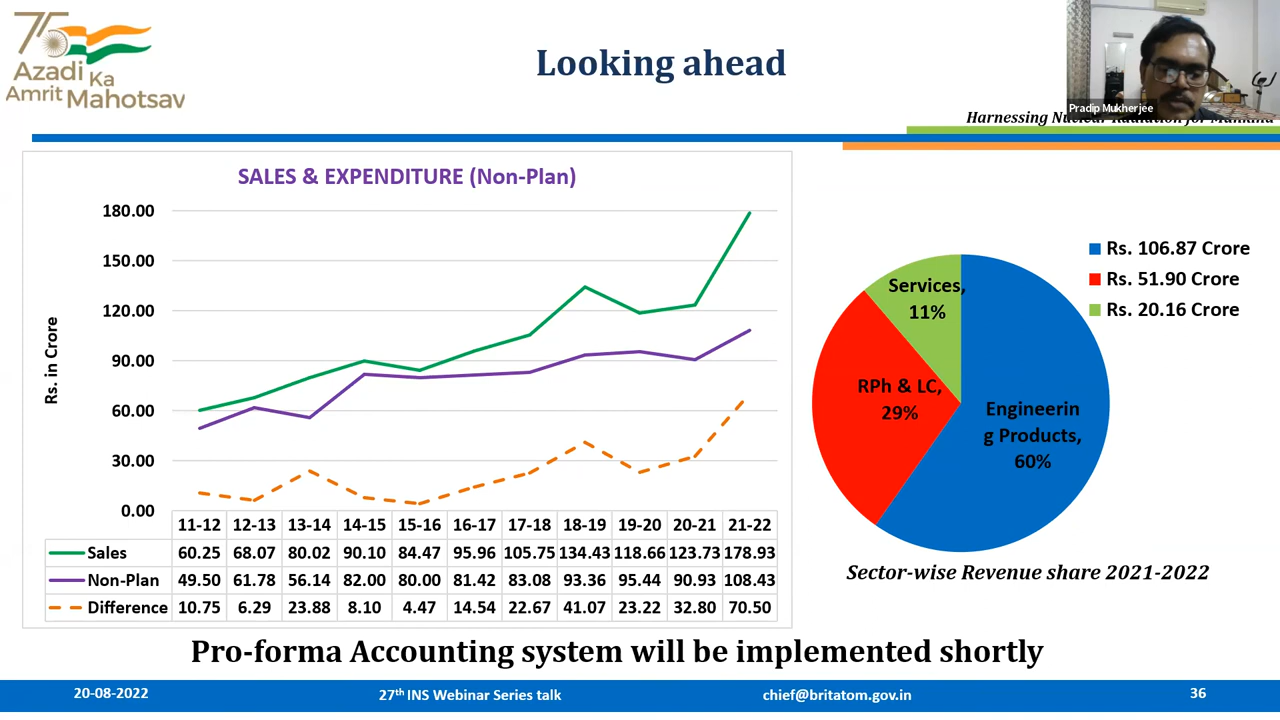 75
Azadi Ka
Amrit Mahotsav
Looking ahead
Pradip Mukherjee
Harnessing Nuclear Radiation for Mankind
SALES & EXPENDITURE (Non-Plan)
Rs. in Crore
180.00
150.00
120.00
90.00
60.00
30.00
0.00
11-12 12-13 13-14 14-15 15-16 16-17 17-18 18-19 19-20 20-21 21-22
Sales 60.25 68.07 80.02 90.10 84.47 95.96 105.75 134.43 118.66 123.73 178.93
Non-Plan 49.50 61.78 56.14 82.00 80.00 81.42 83.08 93.36 95.44 90.93 108.43
Difference 10.75 6.29 23.88 8.10 4.47 14.54 22.67 41.07 23.22 32.80 70.50
Rs. 106.87 Crore
Rs. 51.90 Crore
Rs. 20.16 Crore
Services,
11%
RPh & LC,
29%
Engineerin
g Products,
60%
Sector-wise Revenue share 2021-2022
Pro-forma Accounting system will be implemented shortly
20-08-2022 27th INS Webinar Series talk chief@britatom.gov.in 36